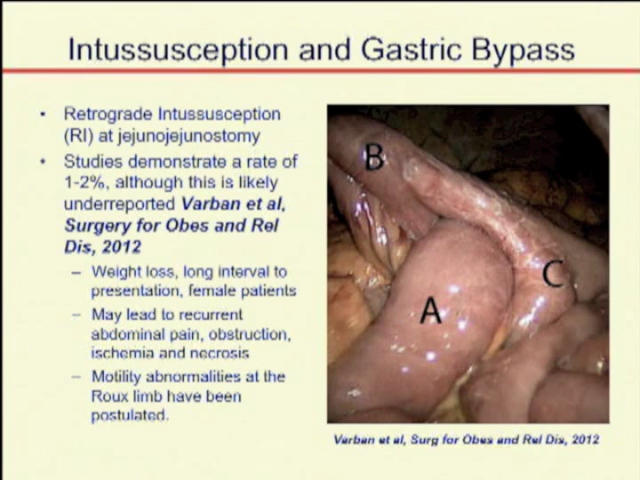 Intussusception and Gastric Bypass
• Retrograde Intussusception
(RI) at jejunojejunostomy
• Studies demonstrate a rate of
1-2%, although this is likely
underreported Varban et al,
Surgery for Obes and Rel
Dis, 2012
– Weight loss, long interval to
presentation, female patients
– May lead to recurrent
abdominal pain, obstruction,
ischemia and necrosis
– Motility abnormalities at the
Roux limb have been
postulated.
B
C
A
Varban et al, Surg for Obes and Rel Dis, 2012